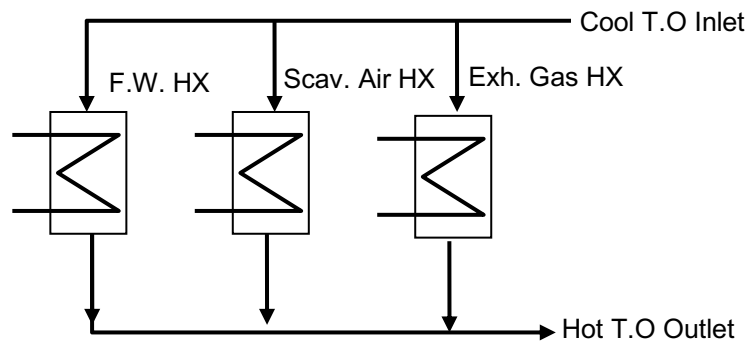 Cool T.O Inlet
F.W. HX
Scav. Air HX
Exh. Gas HX
Hot T.O Outlet